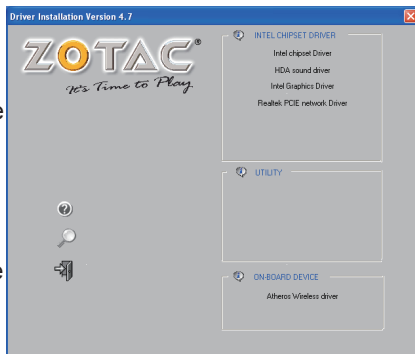 Driver Installation Version 4.7
ZOTAC®
It's Time to Play
e
e
INTEL CHIPSET DRIVER
Intel chipset Driver
HDA sound driver
Intel Graphics Driver
Realtek PCIE network Driver
UTILITY
ON-BOARD DEVICE
Atheros Wireless driver